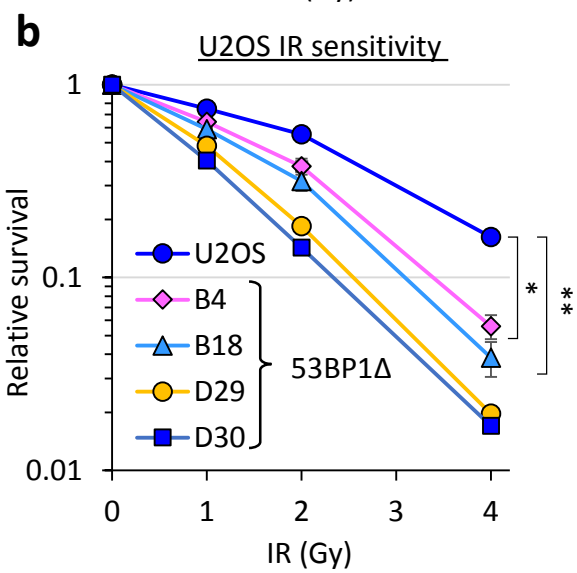 b
U2OS IR sensitivity
1
0.1
0.01
Relative survival
U2OS
B4
B18
D29
D30
53BP1Δ
*
**
0 1 2 3 4
IR (Gy)